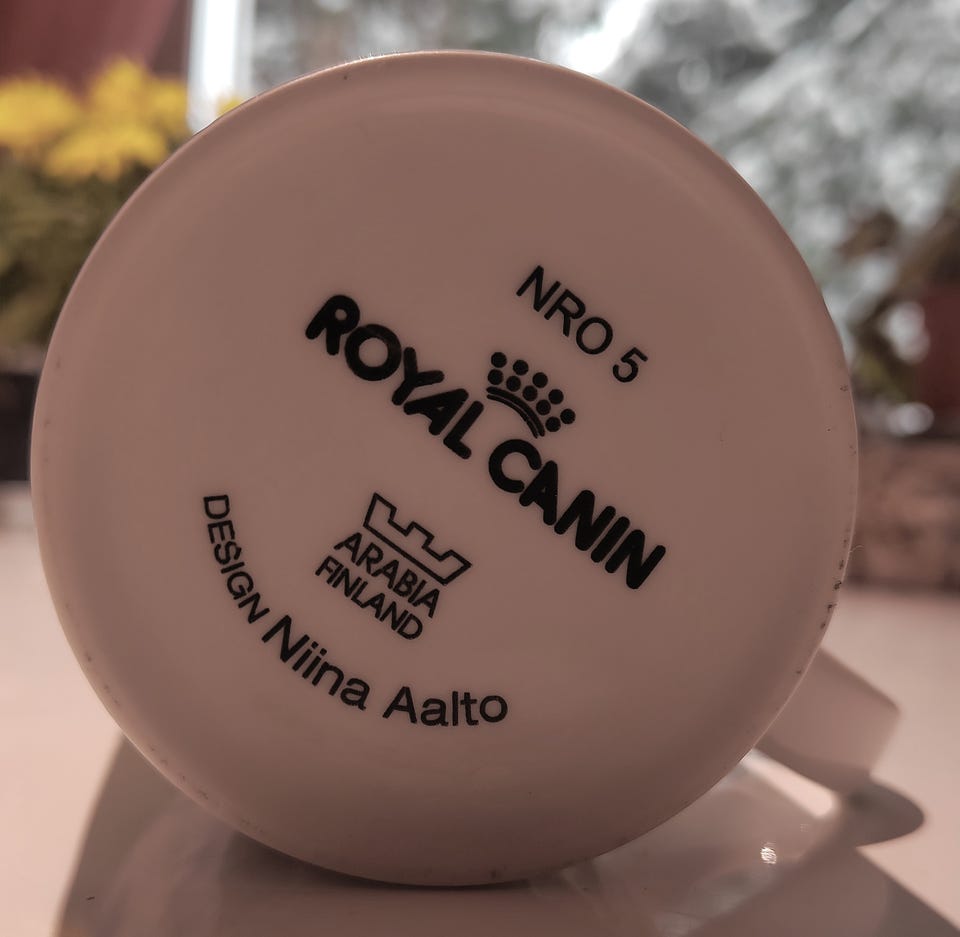 NRO 5
ROYAL CANIN
ARABIA
FINLAND
DESIGN Niina Aalto